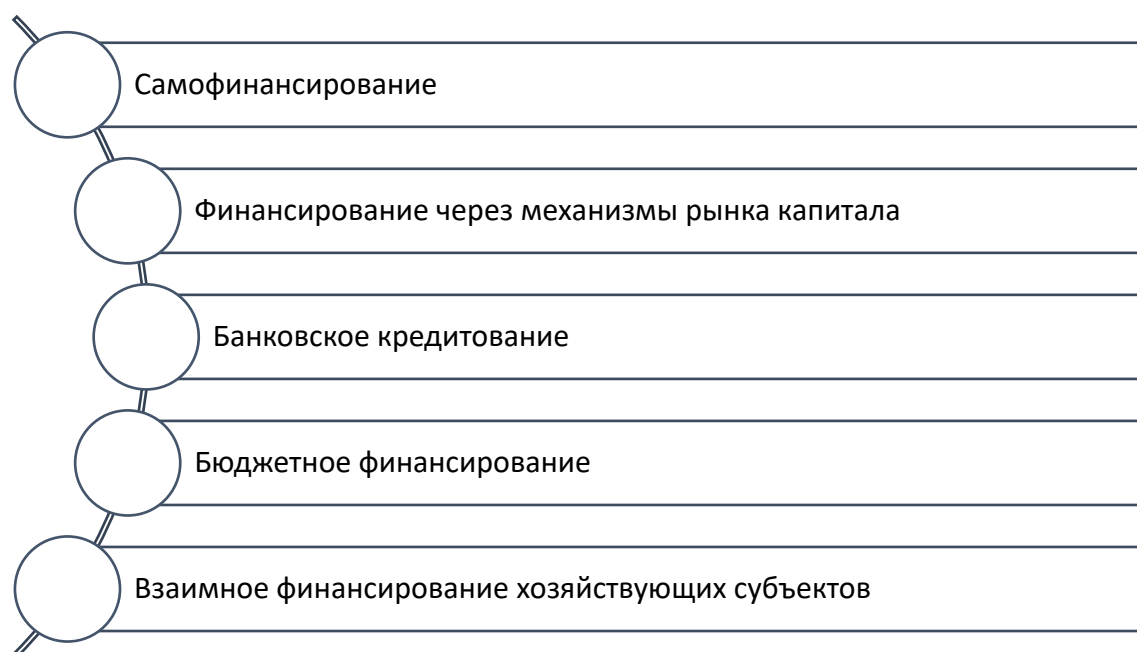 Самофинансирование
Финансирование через механизмы рынка капитала
Банковское кредитование
Бюджетное финансирование
Взаимное финансирование хозяйствующих субъектов